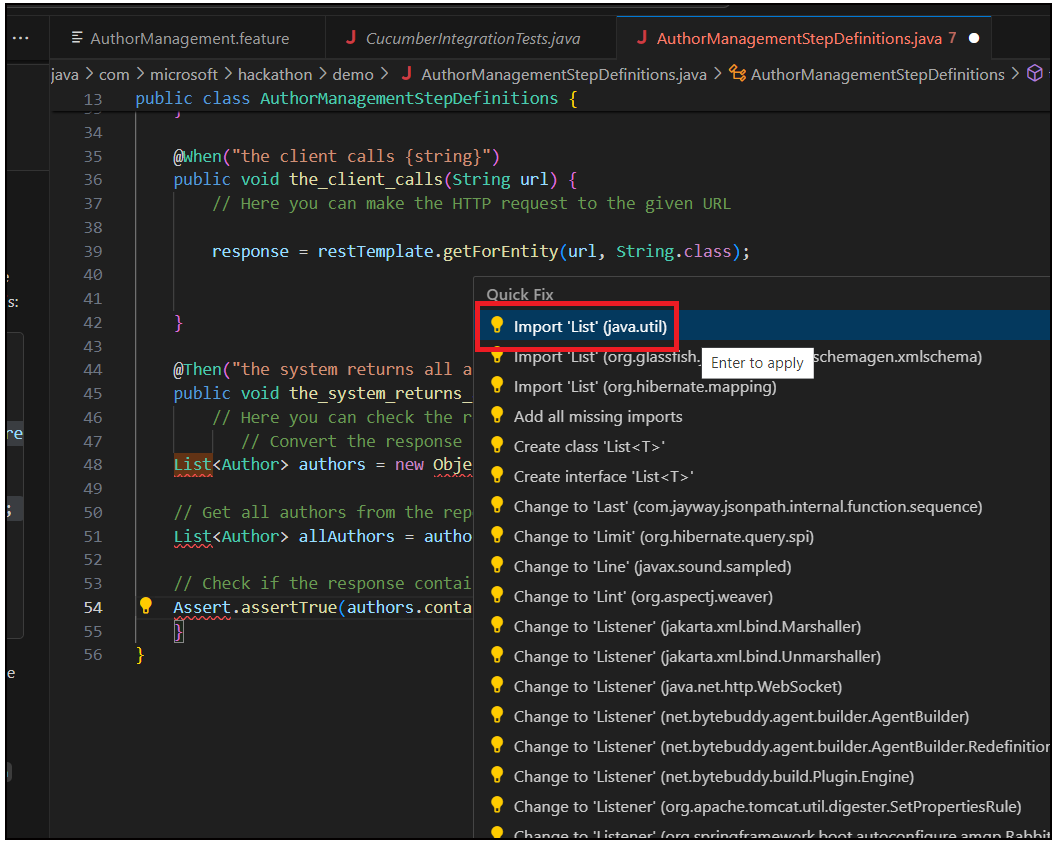 ... AuthorManagement.feature J CucumberIntegrationTests.java J AuthorManagementStepDefinitions.java 7 ●
java > com > microsoft > hackathon > demo > J AuthorManagementStepDefinitions.java > AuthorManagementStepDefinitions >
13 public class AuthorManagementStepDefinitions {
34
35 @When("the client calls {string}")
36 public void the_client_calls(String url) {
37 // Here you can make the HTTP request to the given URL
38
39 response = restTemplate.getForEntity(url, String.class);
40
41
42 }
43
44 @Then("the system returns all a
45 public void the_system_returns_
46 // Here you can check the r
47 // Convert the response
48 List<Author> authors = new Obje
49
50 // Get all authors from the rep
51 List<Author> allAuthors = autho
52
53 // Check if the response contai
54 Assert.assertTrue(authors.conta
55 }
56 }
s:
re
;
e
Quick Fix
Import 'List' (java.util)
Import 'List' (org.glassfish. schemagen.xmlschema)
Enter to apply
Import 'List' (org.hibernate.mapping)
Add all missing imports
Create class 'List<T>'
Create interface 'List<T>'
Change to 'Last' (com.jayway.jsonpath.internal.function.sequence)
Change to 'Limit' (org.hibernate.query.spi)
Change to 'Line' (javax.sound.sampled)
Change to 'Lint' (org.aspectj.weaver)
Change to 'Listener' (jakarta.xml.bind.Marshaller)
Change to 'Listener' (jakarta.xml.bind.Unmarshaller)
Change to 'Listener' (java.net.http.WebSocket)
Change to 'Listener' (net.bytebuddy.agent.builder.AgentBuilder)
Change to 'Listener' (net.bytebuddy.agent.builder.AgentBuilder.Redefinition
Change to 'Listener' (net.bytebuddy.build.Plugin.Engine)
Change to 'Listener' (org.apache.tomcat.util.digester.SetPropertiesRule)
Change to 'Listener' (org.springframework.boot.autoconfigure.amqp.Rabbit